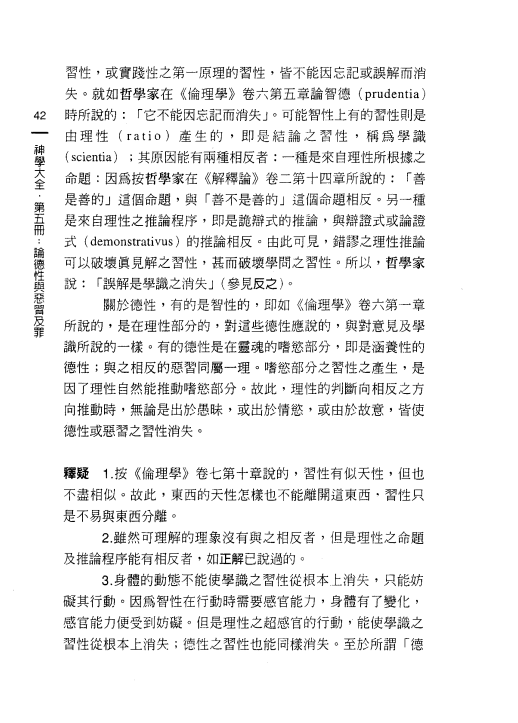 42
神學大全．第五冊：論德性與惡習及罪
習性，或實踐性之第一原理的習性，皆不能因忘記或誤解而消
失。就如哲學家在《倫理學》卷六第五章論智德（prudentia）
時所說的：「它不能因忘記而消失」。可能智性上有的習性則是
由理性（ratio）產生的，即是結論之習性，稱爲學識
（scientia）；其原因能有兩種相反者：一種是來自理性所根據之
命題：因爲按哲學家在《解釋論》卷二第十四章所說的：「善
是善的」這個命題，與「善不是善的」這個命題相反。另一種
是來自理性之推論程序，即是詭辯式的推論，與辯證式或論證
式（demonstrativus）的推論相反。由此可見，錯謬之理性推論
可以破壞眞見解之習性，甚而破壞學問之習性。所以，哲學家
說：「誤解是學識之消失」（參見反之）。
關於德性，有的是智性的，即如《倫理學》卷六第一章
所說的，是在理性部分的，對這些德性應說的，與對意見及學
識所說的一樣。有的德性是在靈魂的嗜慾部分，即是涵養性的
德性；與之相反的惡習同屬一理。嗜慾部分之習性之產生，是
因了理性自然能推動嗜慾部分。故此，理性的判斷向相反之方
向推動時，無論是出於愚昧，或出於情慾，或由於故意，皆使
德性或惡習之習性消失。
釋疑　1.按《倫理學》卷七第十章說的，習性有似天性，但也
不盡相似。故此，東西的天性怎樣也不能離開這東西，習性只
是不易與東西分離。
2.雖然可理解的理象沒有與之相反者，但是理性之命題
及推論程序能有相反者，如正解已說過的。
3.身體的動態不能使學識之習性從根本上消失，只能妨
礙其行動。因爲智性在行動時需要感官能力，身體有了變化，
感官能力便受到妨礙。但是理性之超感官的行動，能使學識之
習性從根本上消失；德性之習性也能同樣消失。至於所謂「德